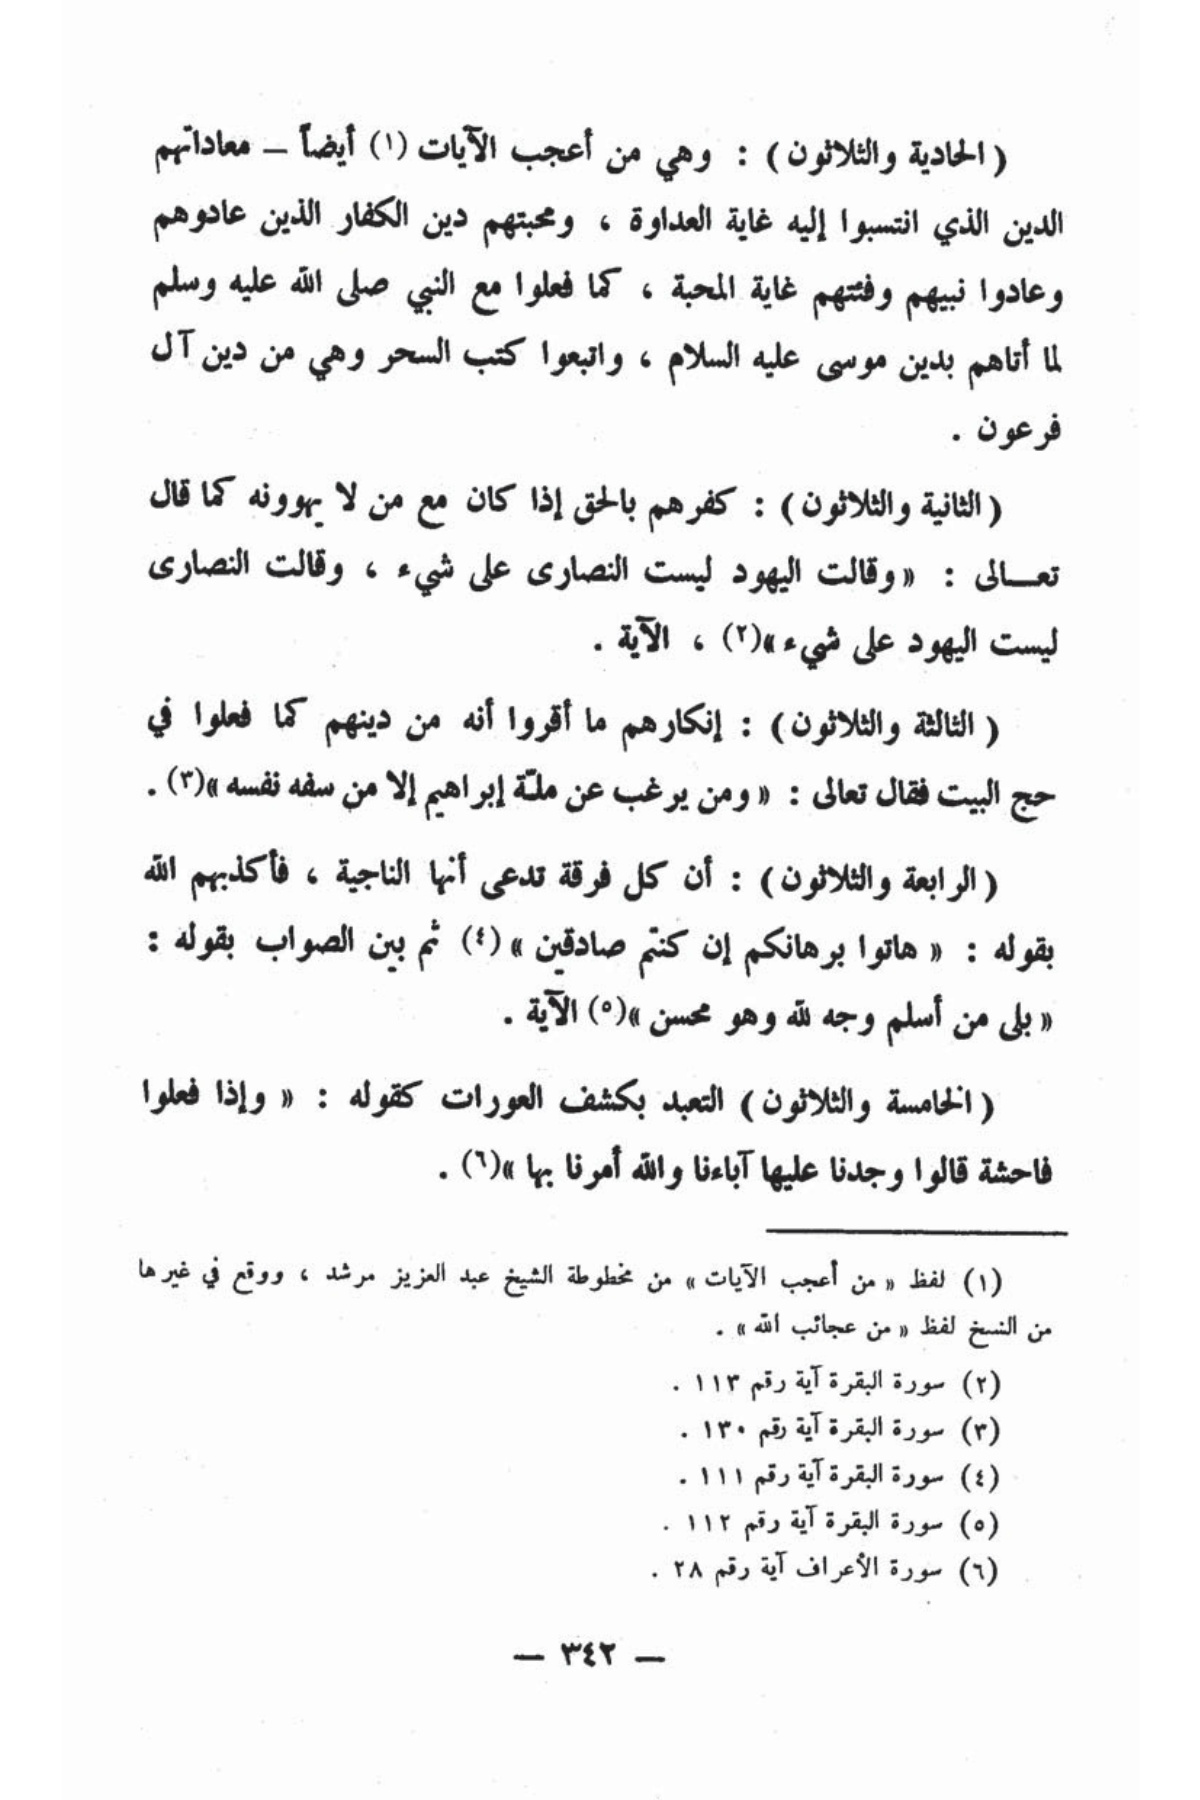 ( الحادية والثلاثون ) : وهي من أعجب الآيات (١) أيضاً – معاداتهم
الدين الذي انتسبوا إليه غاية العداوة ، ومحبتهم دين الكفار الذين عادوهم
وعادوا نبيهم وفئتهم غاية المحبة ، كما فعلوا مع النبي صلى الله عليه وسلم
لما أتاهم بدين موسى عليه السلام ، واتبعوا كتب السحر وهي من دين آل
فرعون .
( الثانية والثلاثون ) : كفرهم بالحق إذا كان مع من لا يهوونه كما قال
تعـــالى : « وقالت اليهود ليست النصارى على شيء ، وقالت النصارى
ليست اليهود على شيء »(٢) ، الآية .
( الثالثة والثلاثون ) : إنكارهم ما أقروا أنه من دينهم كما فعلوا في
حج البيت فقال تعالى : « ومن يرغب عن ملّة إبراهيم إلا من سفه نفسه »(٣) .
( الرابعة والثلاثون ) : أن كل فرقة تدعى أنها الناجية ، فأكذبهم الله
بقوله : « هاتوا برهانكم إن كنتم صادقين » (٤) ثم بين الصواب بقوله :
« بلى من أسلم وجه لله وهو محسن »(٥) الآية .
( الخامسة والثلاثون ) التعبد بكشف العورات كقوله : « وإذا فعلوا
فاحشة قالوا وجدنا عليها آباءنا والله أمرنا بها »(٦) .
(١) لفظ « من أعجب الآيات » من مخطوطة الشيخ عبد العزيز مرشد ، ووقع في غيرها
من النسخ لفظ « من عجائب الله » .
(٢) سورة البقرة آية رقم ١١٣ .
(٣) سورة البقرة آية رقم ١٣٠ .
(٤) سورة البقرة آية رقم ١١١ .
(٥) سورة البقرة آية رقم ١١٢ .
(٦) سورة الأعراف آية رقم ٢٨ .
— ٣٤٢ —